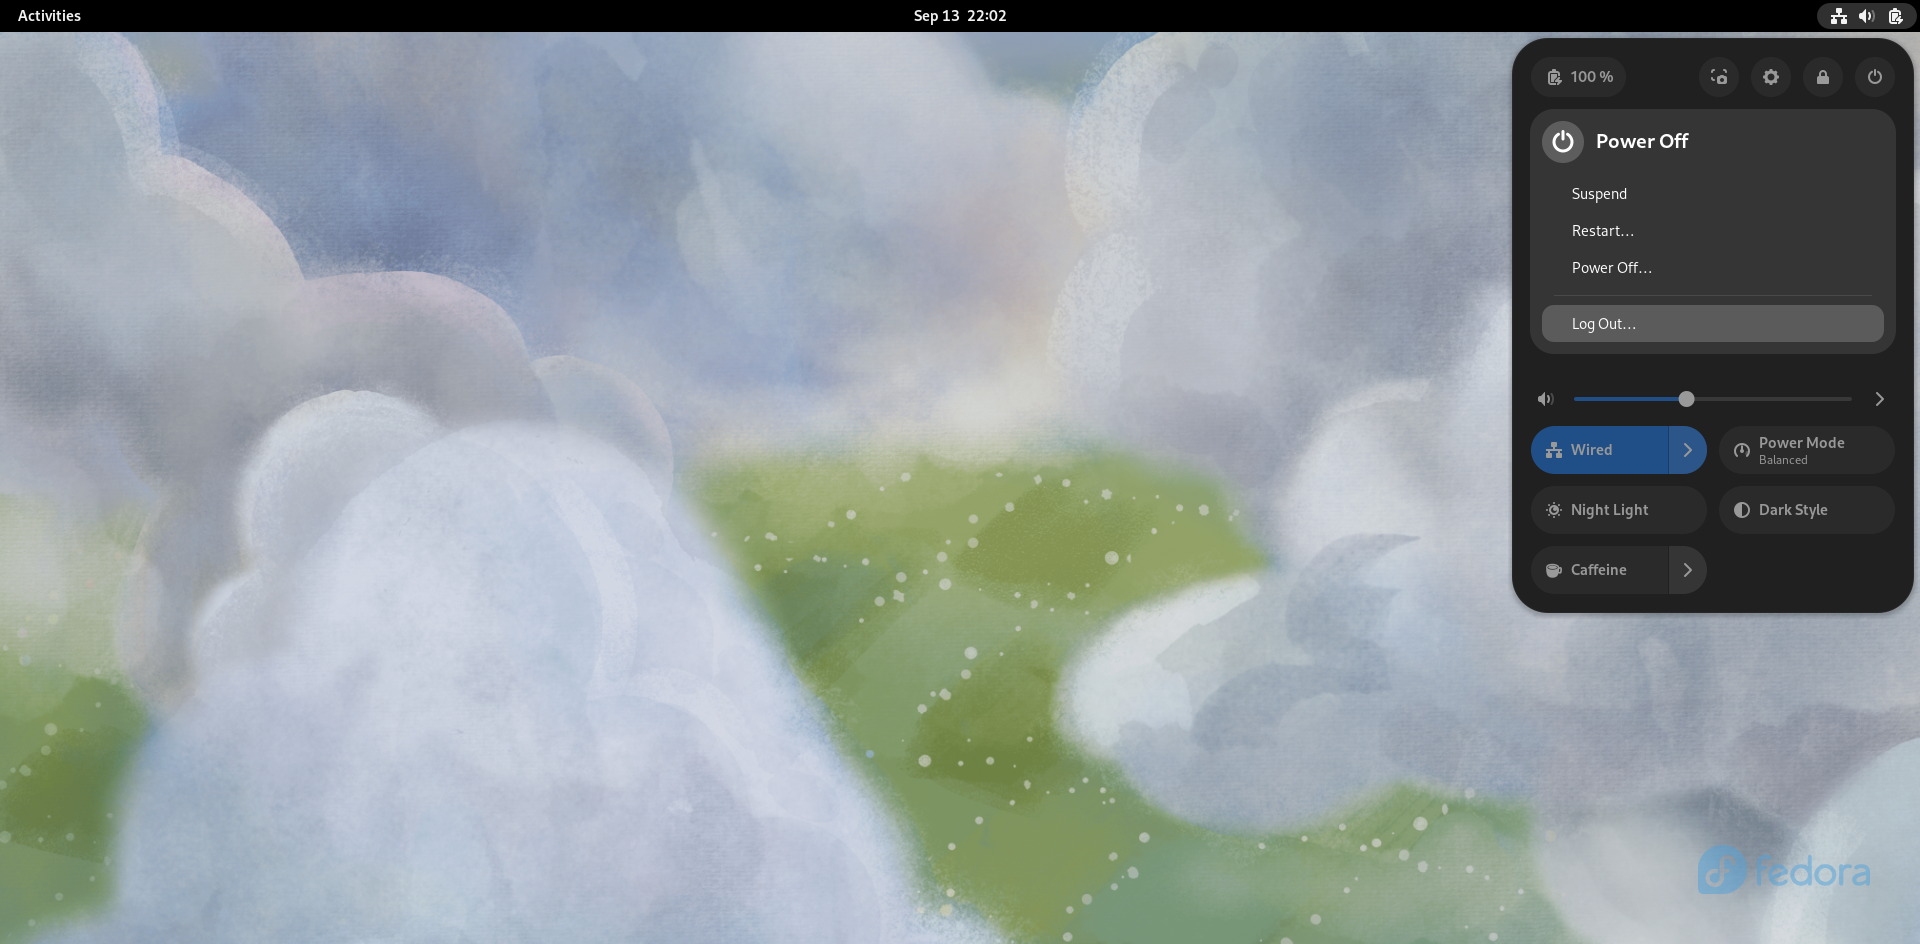 Activities
Sep 13 22:02
100 %
Power Off
Suspend
Restart…
Power Off…
Log Out…
Wired
Power Mode
Balanced
Night Light
Dark Style
Caffeine
fedora